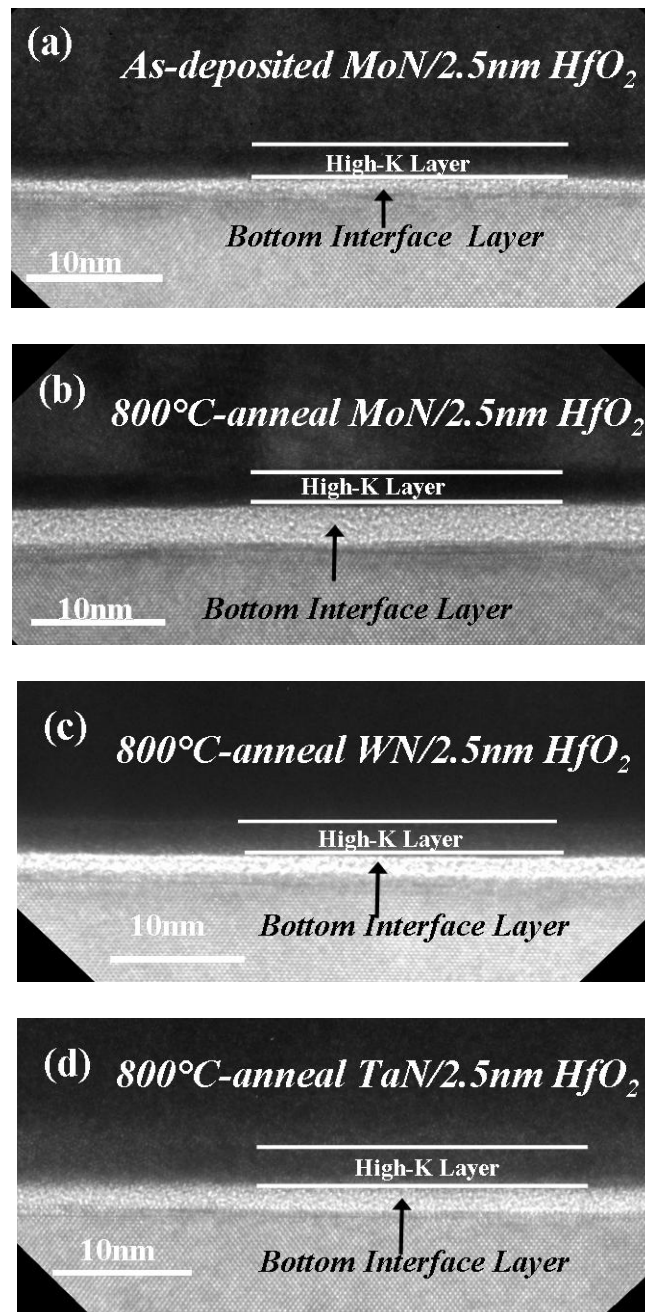 (a)
As-deposited MoN/2.5nm HfO₂
High-K Layer
Bottom Interface Layer
10nm
(b)
800°C-anneal MoN/2.5nm HfO₂
High-K Layer
10nm
Bottom Interface Layer
(c)
800°C-anneal WN/2.5nm HfO₂
High-K Layer
10nm
Bottom Interface Layer
(d)
800°C-anneal TaN/2.5nm HfO₂
High-K Layer
10nm
Bottom Interface Layer